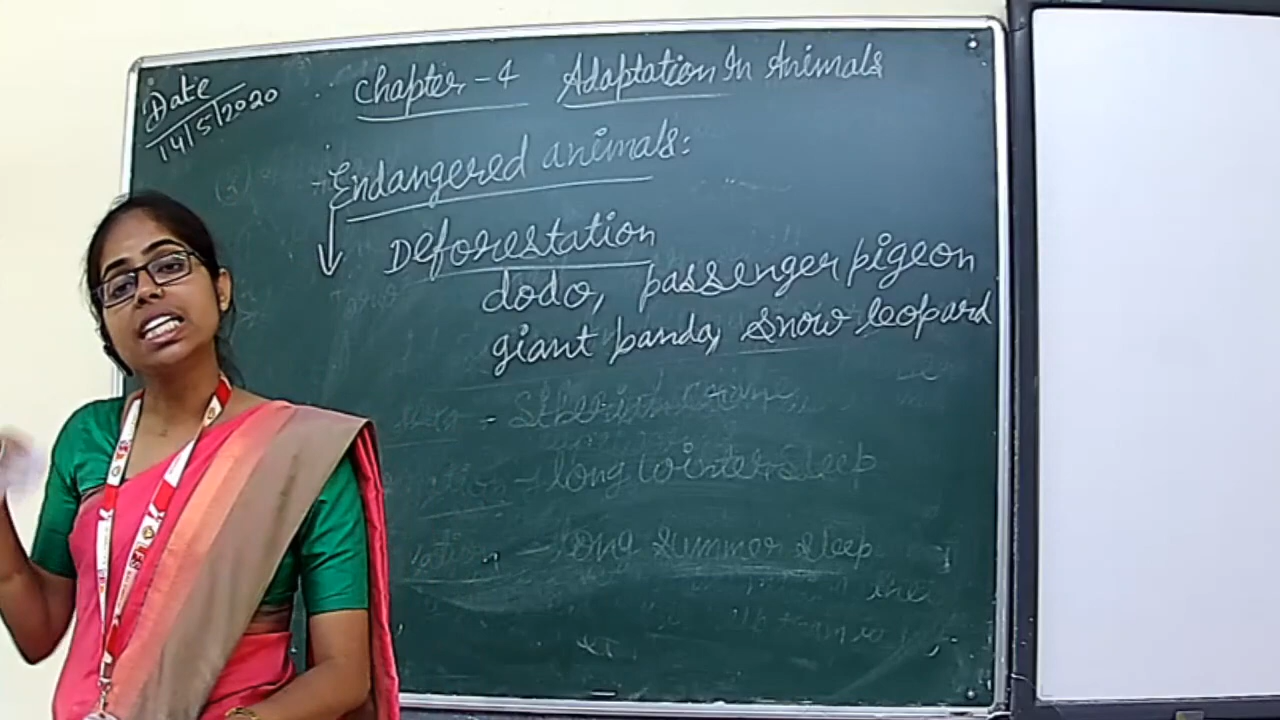 Date
14/5/2020
Chapter - 4 Adaptation In Animals
Endangered animals:
Deforestation
dodo, passenger pigeon
giant panda, snow leopard
- Siberian crane,
- long winter sleep
- long summer sleep
the